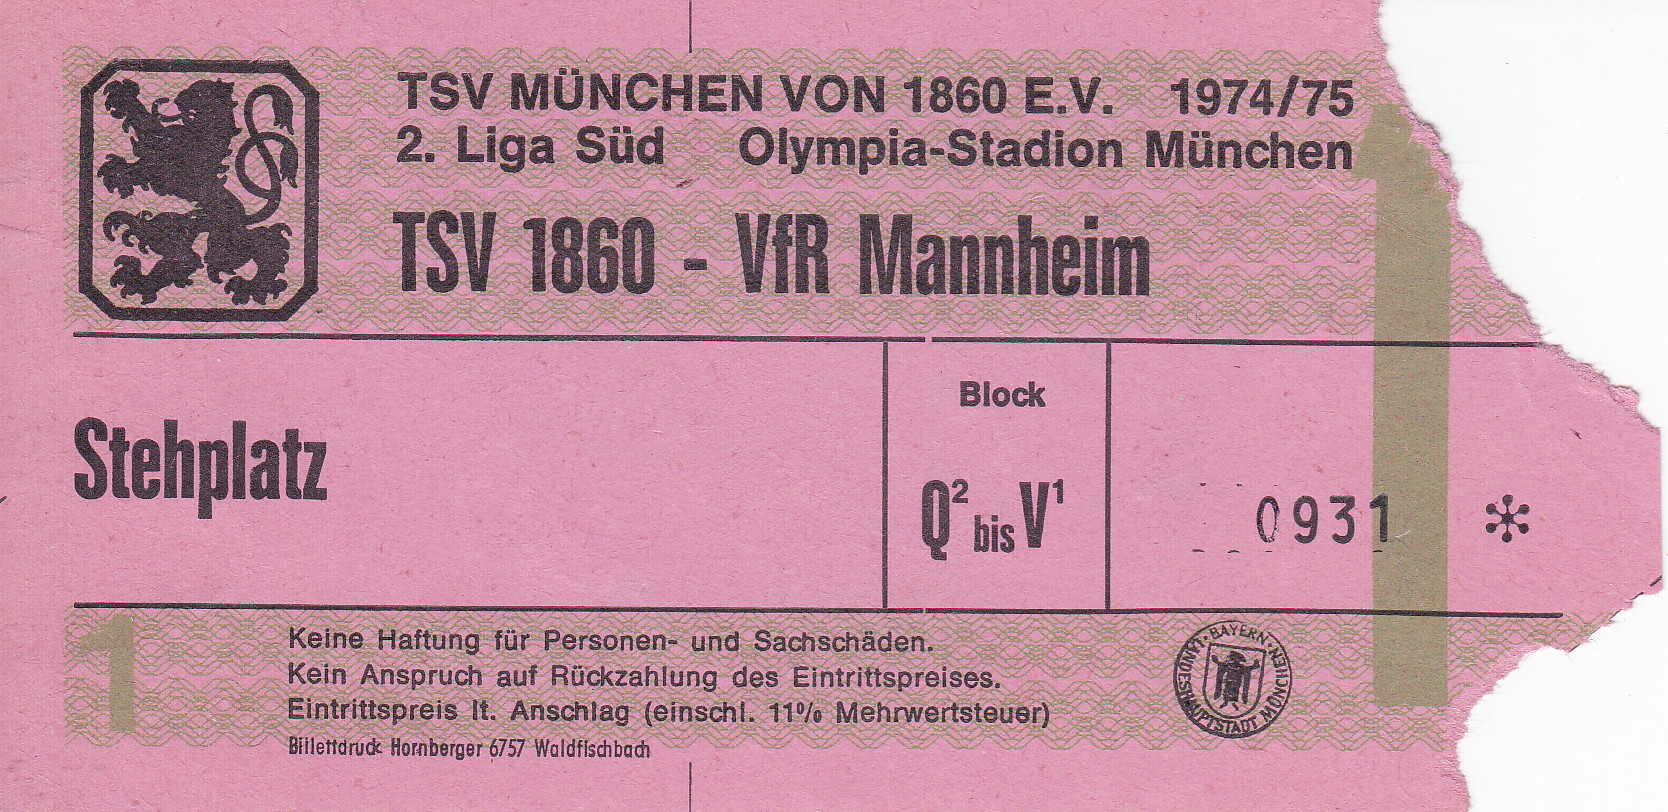 TSV MÜNCHEN VON 1860 E.V. 1974/75
2. Liga Süd Olympia-Stadion München
TSV 1860 - VfR Mannheim
Stehplatz
Block
Q² bis V¹
0931 *
1
1
Keine Haftung für Personen- und Sachschäden.
Kein Anspruch auf Rückzahlung des Eintrittspreises.
Eintrittspreis lt. Anschlag (einschl. 11% Mehrwertsteuer)
Billettdruck Hornberger 6757 Waldfischbach
BAYERN · LANDESHAUPTSTADT MÜNCHEN ·